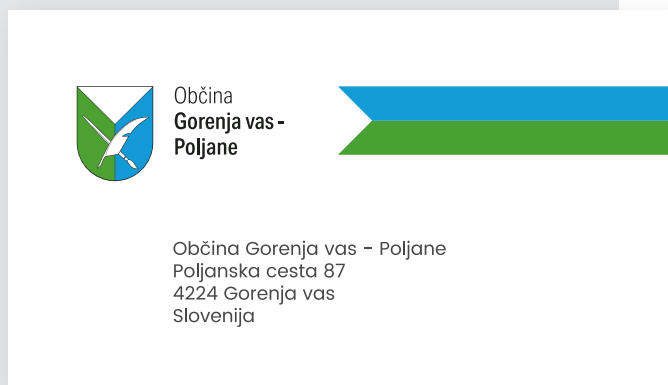 Občina
Gorenja vas -
Poljane
Občina Gorenja vas - Poljane
Poljanska cesta 87
4224 Gorenja vas
Slovenija